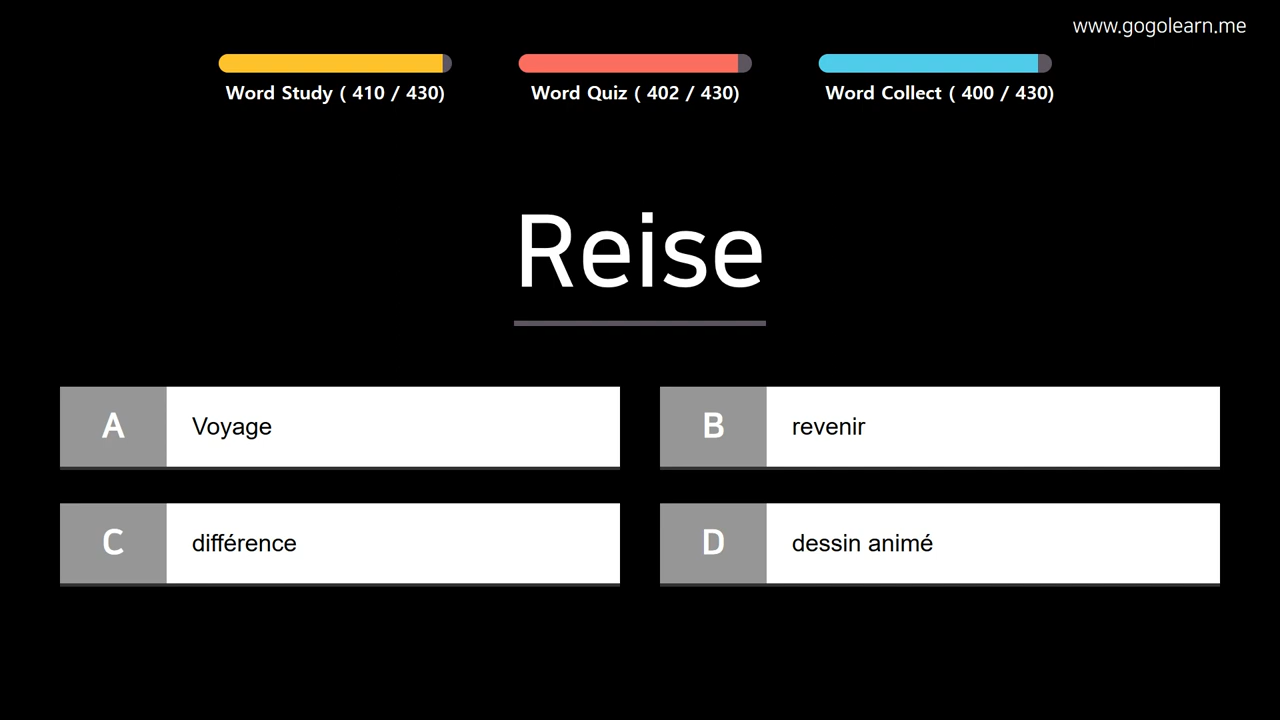 www.gogolearn.me
Word Study ( 410 / 430)
Word Quiz ( 402 / 430)
Word Collect ( 400 / 430)
Reise
A Voyage
B revenir
C différence
D dessin animé